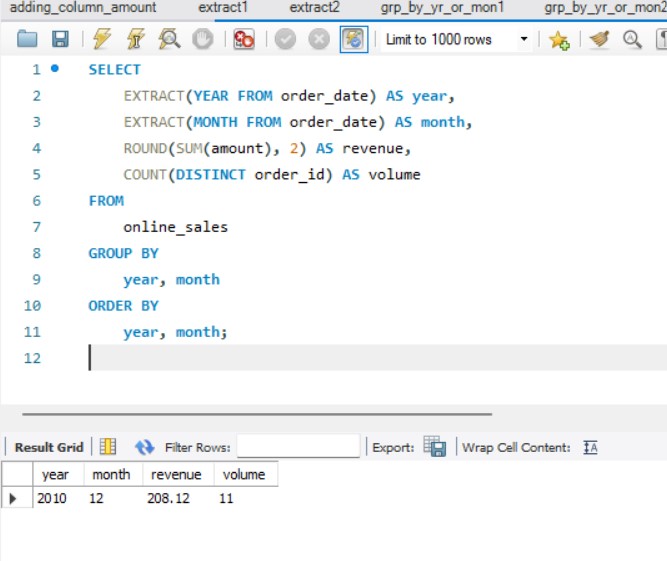 adding_column_amount extract1 extract2 grp_by_yr_or_mon1 grp_by_yr_or_mon2
Limit to 1000 rows
1 SELECT
2 EXTRACT(YEAR FROM order_date) AS year,
3 EXTRACT(MONTH FROM order_date) AS month,
4 ROUND(SUM(amount), 2) AS revenue,
5 COUNT(DISTINCT order_id) AS volume
6 FROM
7 online_sales
8 GROUP BY
9 year, month
10 ORDER BY
11 year, month;
12
Result Grid Filter Rows: Export: Wrap Cell Content:
year month revenue volume
2010 12 208.12 11